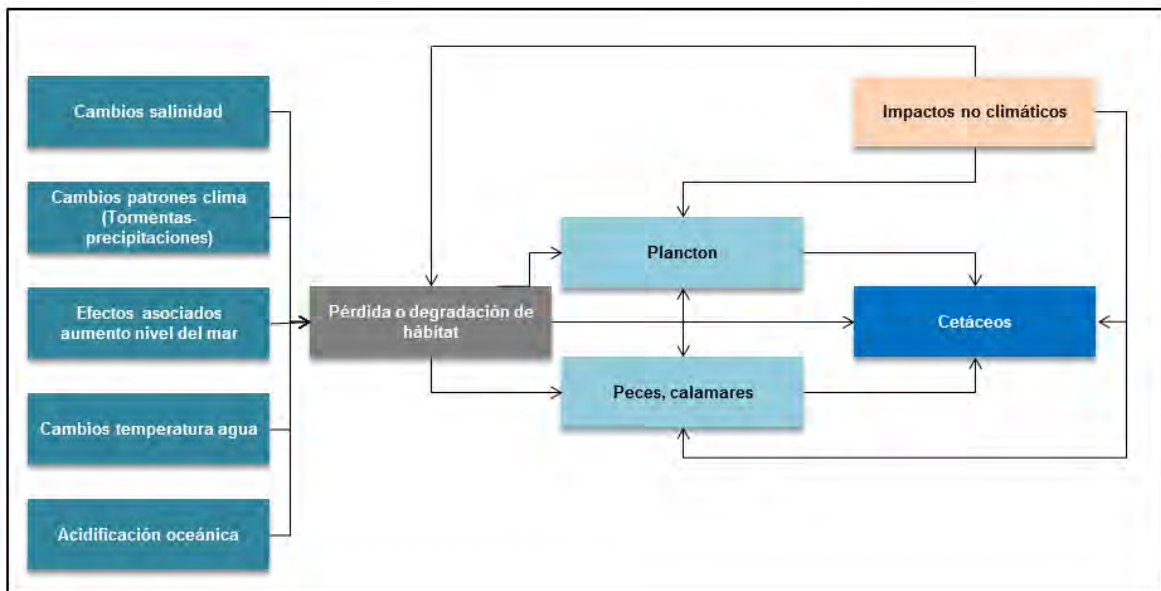 Cambios salinidad
Cambios patrones clima
(Tormentas-
precipitaciones)
Efectos asociados
aumento nivel del mar
Cambios temperatura agua
Acidificación oceánica
Pérdida o degradación de
hábitat
Impactos no climáticos
Plancton
Peces, calamares
Cetáceos